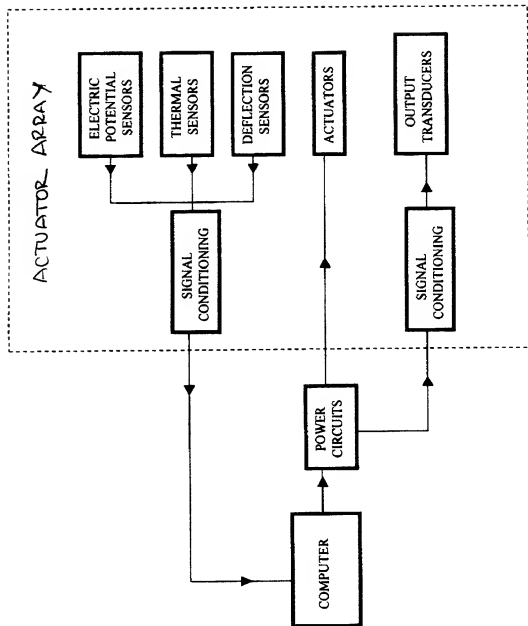 ACTUATOR ARRAY
ELECTRIC
POTENTIAL
SENSORS
THERMAL
SENSORS
DEFLECTION
SENSORS
ACTUATORS
OUTPUT
TRANSDUCERS
SIGNAL
CONDITIONING
SIGNAL
CONDITIONING
POWER
CIRCUITS
COMPUTER